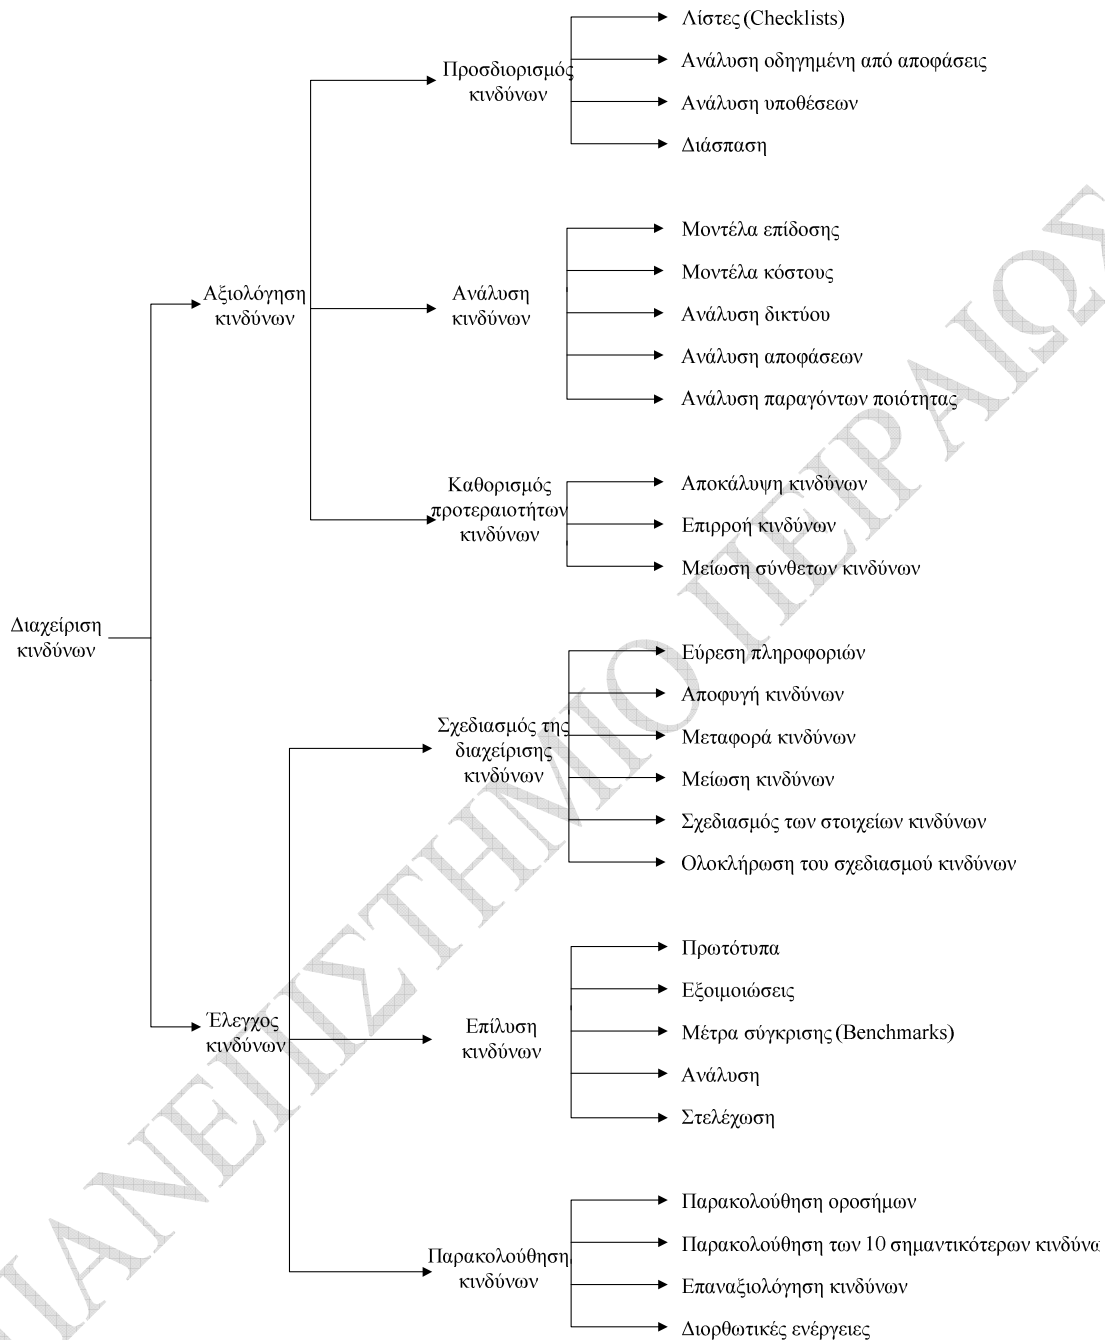 Διαχείριση
κινδύνων
Αξιολόγηση
κινδύνων
Προσδιορισμός
κινδύνων
Λίστες (Checklists)
Ανάλυση οδηγημένη από αποφάσεις
Ανάλυση υποθέσεων
Διάσπαση
Ανάλυση
κινδύνων
Μοντέλα επίδοσης
Μοντέλα κόστους
Ανάλυση δικτύου
Ανάλυση αποφάσεων
Ανάλυση παραγόντων ποιότητας
Καθορισμός
προτεραιοτήτων
κινδύνων
Αποκάλυψη κινδύνων
Επιρροή κινδύνων
Μείωση σύνθετων κινδύνων
Έλεγχος
κινδύνων
Σχεδιασμός της
διαχείρισης
κινδύνων
Εύρεση πληροφοριών
Αποφυγή κινδύνων
Μεταφορά κινδύνων
Μείωση κινδύνων
Σχεδιασμός των στοιχείων κινδύνων
Ολοκλήρωση του σχεδιασμού κινδύνων
Επίλυση
κινδύνων
Πρωτότυπα
Εξοιμοιώσεις
Μέτρα σύγκρισης (Benchmarks)
Ανάλυση
Στελέχωση
Παρακολούθηση
κινδύνων
Παρακολούθηση οροσήμων
Παρακολούθηση των 10 σημαντικότερων
Επαναξιολόγηση κινδύνων
Διορθωτικές ενέργειες
ΠΑΝΕΠΙΣΤΗΜΙΟ ΠΕΙΡΑΙΩΣ